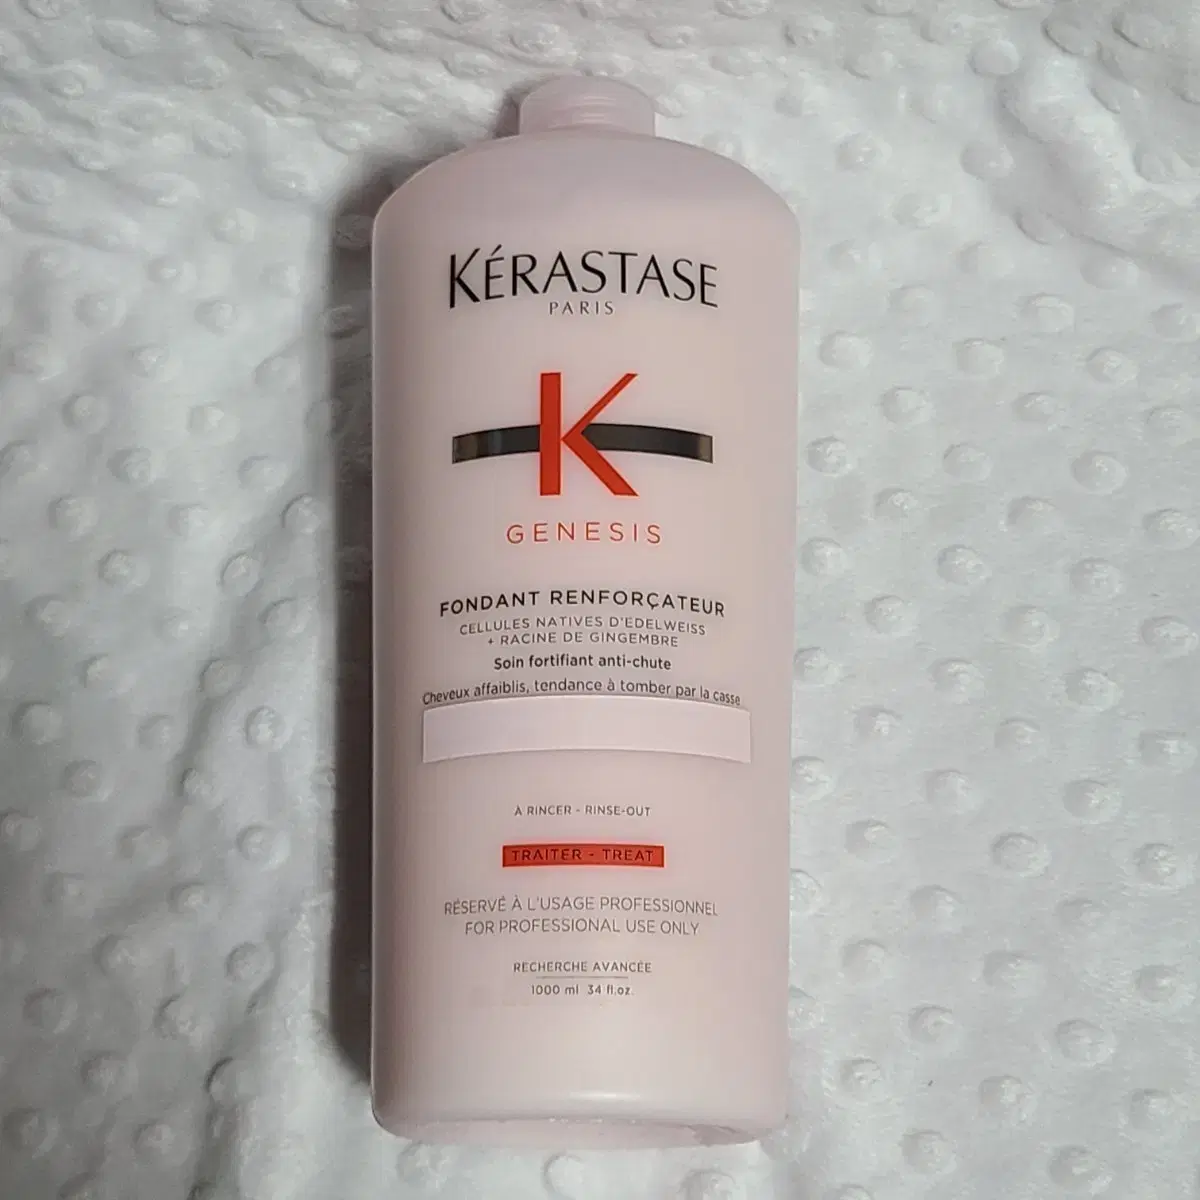 KÉRASTASE
PARIS
K
GENESIS
FONDANT RENFORÇATEUR
CELLULES NATIVES D'EDELWEISS
+ RACINE DE GINGEMBRE
Soin fortifiant anti-chute
Cheveux affaiblis, tendance à tomber par la casse
À RINCER - RINSE-OUT
TRAITER - TREAT
RÉSERVÉ À L'USAGE PROFESSIONNEL
FOR PROFESSIONAL USE ONLY
RECHERCHE AVANCÉE
1000 ml 34 fl.oz.